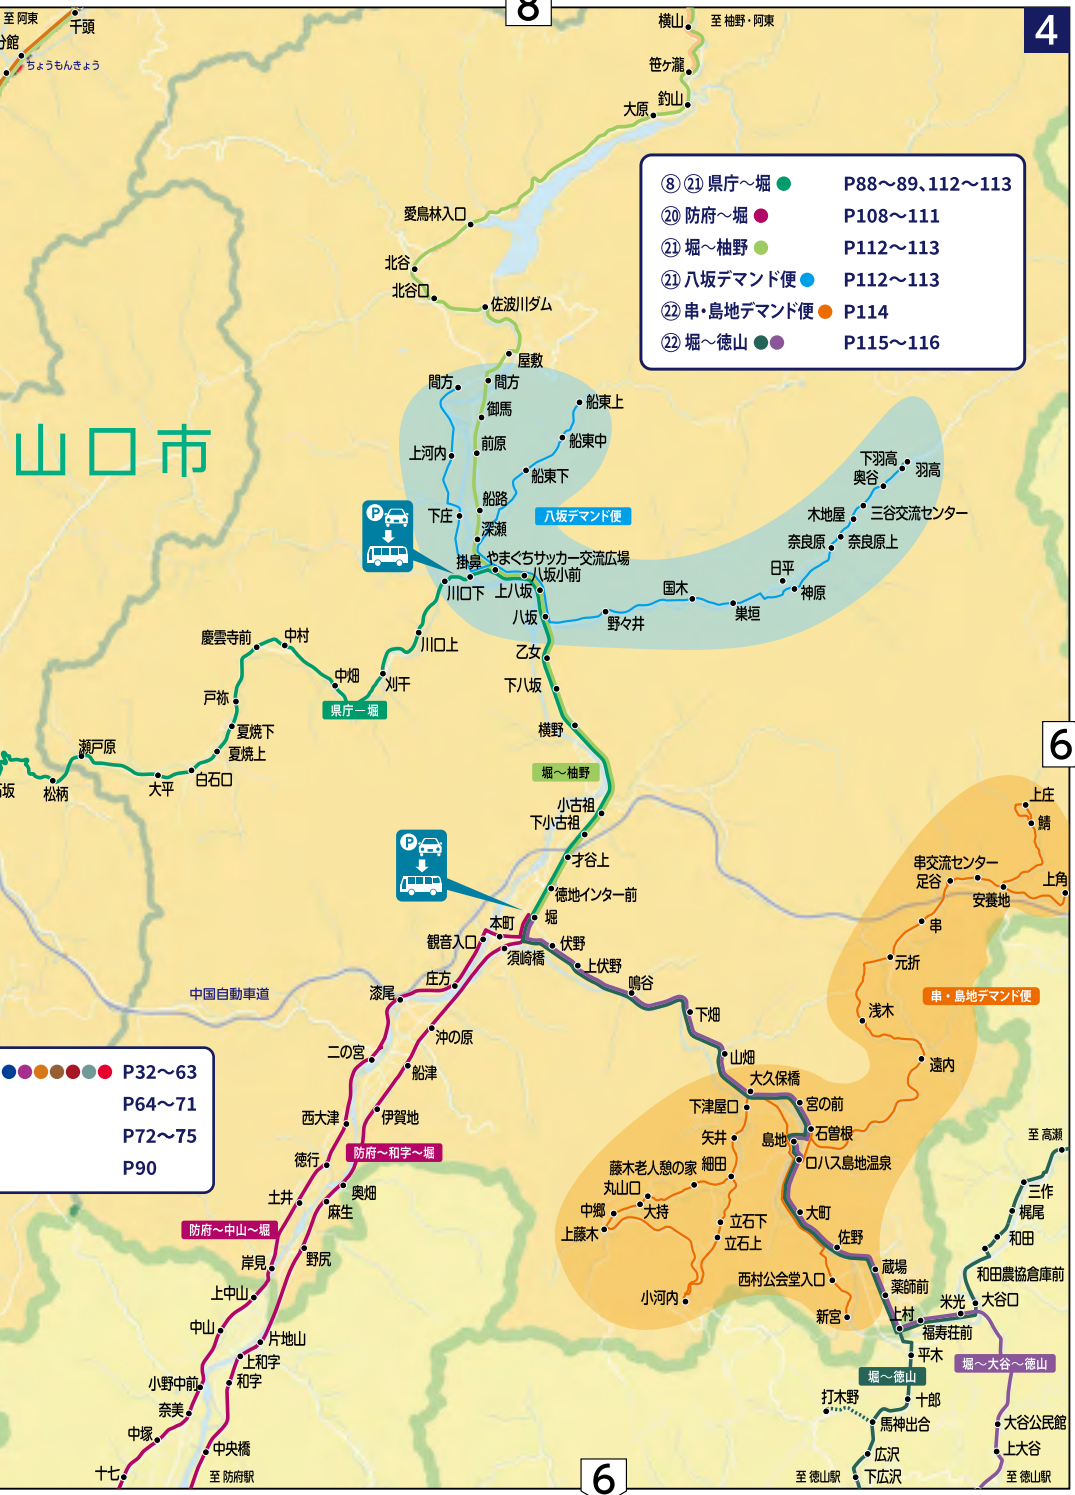 8
4
至 阿東
千頭
分館
ちょうもんきょう
横山
至 柚野・阿東
笹ヶ瀧
釣山
大原
⑧ ㉑ 県庁～堀 P88～89、112～113
⑳ 防府～堀 P108～111
㉑ 堀～柚野 P112～113
㉑ 八坂デマンド便 P112～113
㉒ 串・島地デマンド便 P114
㉒ 堀～徳山 P115～116
愛鳥林入口
北谷
北谷口
佐波川ダム
屋敷
間方
間方
御馬
船東上
山口市
上河内
前原
船東中
船東下
下羽高
羽高
奥谷
船路
下庄
八坂デマンド便
木地屋
三谷交流センター
深瀬
奈良原
奈良原上
P
掛鼻
やまぐちサッカー交流広場
川口下
上八坂
八坂小前
日平
国木
神原
巣垣
八坂
野々井
慶雲寺前
中村
川口上
乙女
中畑
刈干
下八坂
戸祢
県庁－堀
夏焼下
横野
瀬戸原
夏焼上
6
堀～柚野
松柄
大平
白石口
小古祖
下小古祖
上庄
鯖
P
才谷上
串交流センター
足谷
上角
徳地インター前
安養地
堀
本町
串
観音入口
須崎橋
伏野
上伏野
元折
庄方
鳴谷
中国自動車道
漆尾
串・島地デマンド便
下畑
浅木
沖の原
二の宮
山畑
遠内
船津
P32～63
P64～71
P72～75
P90
大久保橋
下津屋口
宮の前
西大津
伊賀地
矢井
島地
石曽根
至 高瀬
防府～和字～堀
徳行
藤木老人憩の家
細田
ロハス島地温泉
丸山口
奥畑
土井
麻生
中郷
大持
三作
梶尾
防府～中山～堀
上藤木
立石下
大町
立石上
佐野
和田
岸見
野尻
蔵場
和田農協倉庫前
西村公会堂入口
薬師前
上中山
小河内
新宮
上村
米光
大谷口
中山
福寿荘前
片地山
平木
上和字
堀～大谷～徳山
堀～徳山
小野中前
和字
打木野
十郎
奈美
馬神出合
大谷公民館
中塚
中央橋
広沢
上大谷
十七
至 防府駅
6
至 徳山駅
下広沢
至 徳山駅